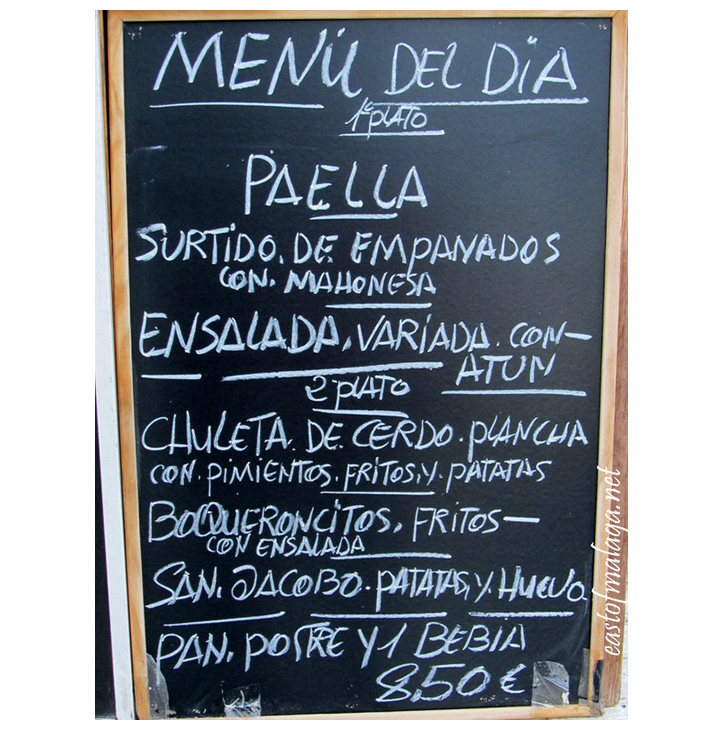 MENÚ DEL DÍA
1º PLATO
PAELLA
SURTIDO. DE EMPANADOS
CON. MAHONESA
ENSALADA. VARIADA. CON-
ATUN
2 PLATO
CHULETA. DE CERDO. PLANCHA
CON. PIMIENTOS. FRITOS. Y. PATATAS
BOQUERONCITOS. FRITOS-
CON ENSALADA
SAN. JACOBO. PATATAS, Y. HUEVO.
PAN. POSTRE Y 1 BEBIA
8,50 €
eastofmalaga.net